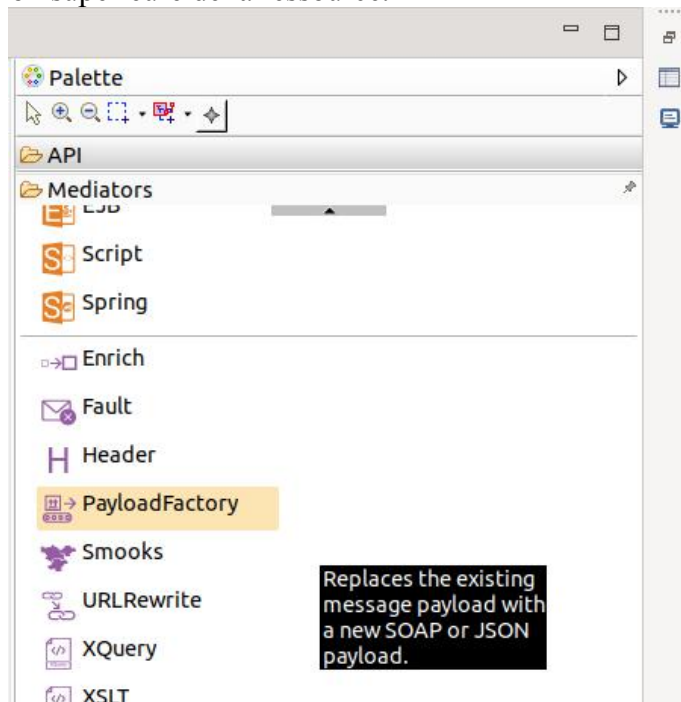 Palette
API
Mediators
EJB
Script
Spring
Enrich
Fault
Header
PayloadFactory
Smooks
Replaces the existing
message payload with
a new SOAP or JSON
payload.
URLRewrite
XQuery
XSLT